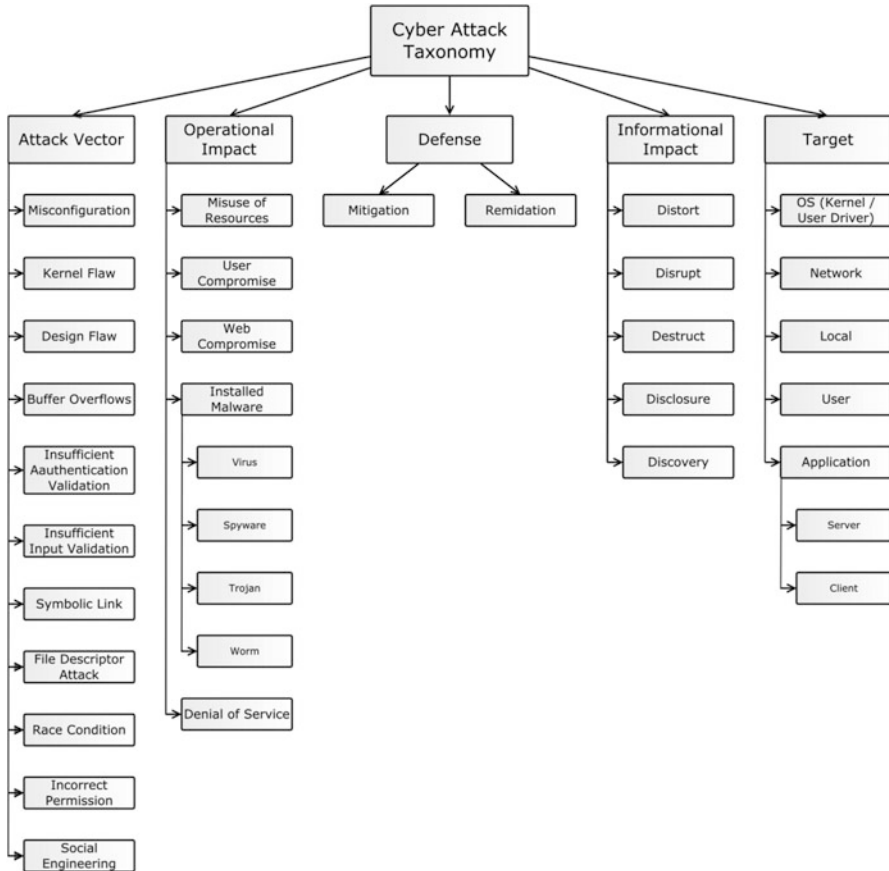 Cyber Attack
Taxonomy
Attack Vector
Misconfiguration
Kernel Flaw
Design Flaw
Buffer Overflows
Insufficient
Aauthentication
Validation
Insufficient
Input Validation
Symbolic Link
File Descriptor
Attack
Race Condition
Incorrect
Permission
Social
Engineering
Operational
Impact
Misuse of
Resources
User
Compromise
Web
Compromise
Installed
Malware
Virus
Spyware
Trojan
Worm
Denial of Service
Defense
Mitigation
Remidation
Informational
Impact
Distort
Disrupt
Destruct
Disclosure
Discovery
Target
OS (Kernel /
User Driver)
Network
Local
User
Application
Server
Client